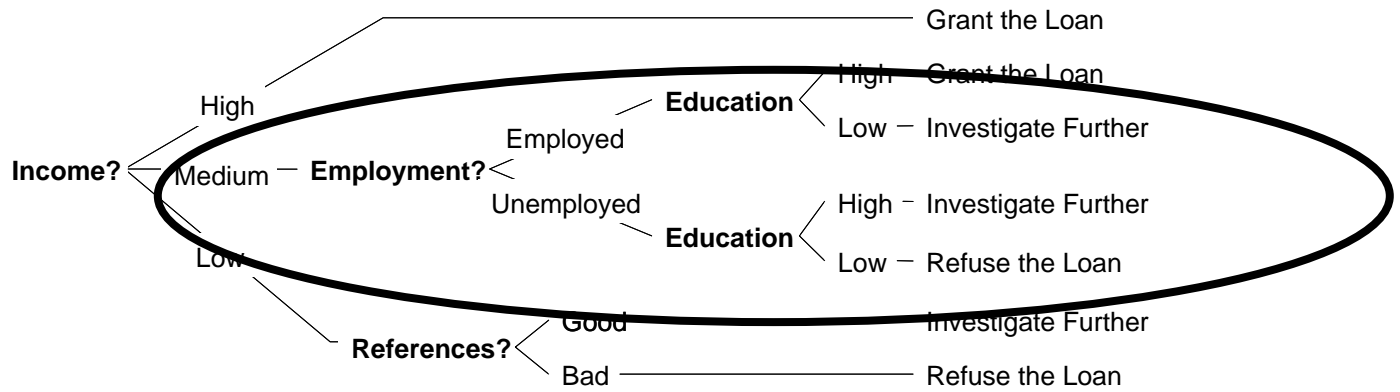 Grant the Loan
High Grant the Loan
High Education
Employed Low Investigate Further
Income? Medium Employment?
Unemployed High Investigate Further
Education
Low Low Refuse the Loan
Good Investigate Further
References?
Bad Refuse the Loan